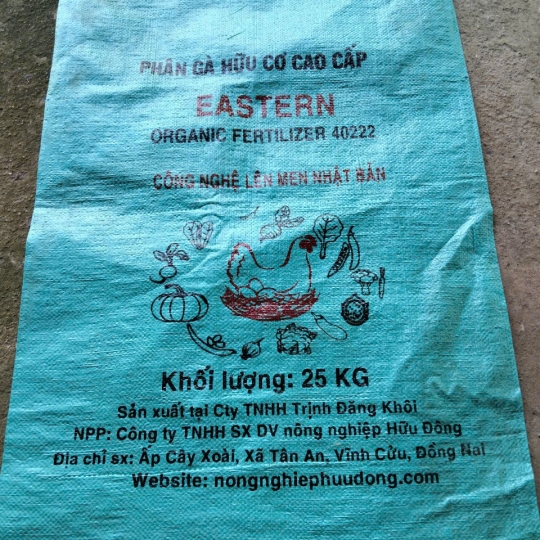 PHÂN GÀ HỮU CƠ CAO CẤP
EASTERN
ORGANIC FERTILIZER 40222
CÔNG NGHỆ LÊN MEN NHẬT BẢN
Khối lượng: 25 KG
Sản xuất tại Cty TNHH Trịnh Đăng Khôi
NPP: Công ty TNHH SX DV nông nghiệp Hữu Đông
Địa chỉ sx: Ấp Cây Xoài, Xã Tân An, Vĩnh Cửu, Đồng Nai
Website: nongnghiephuudong.com